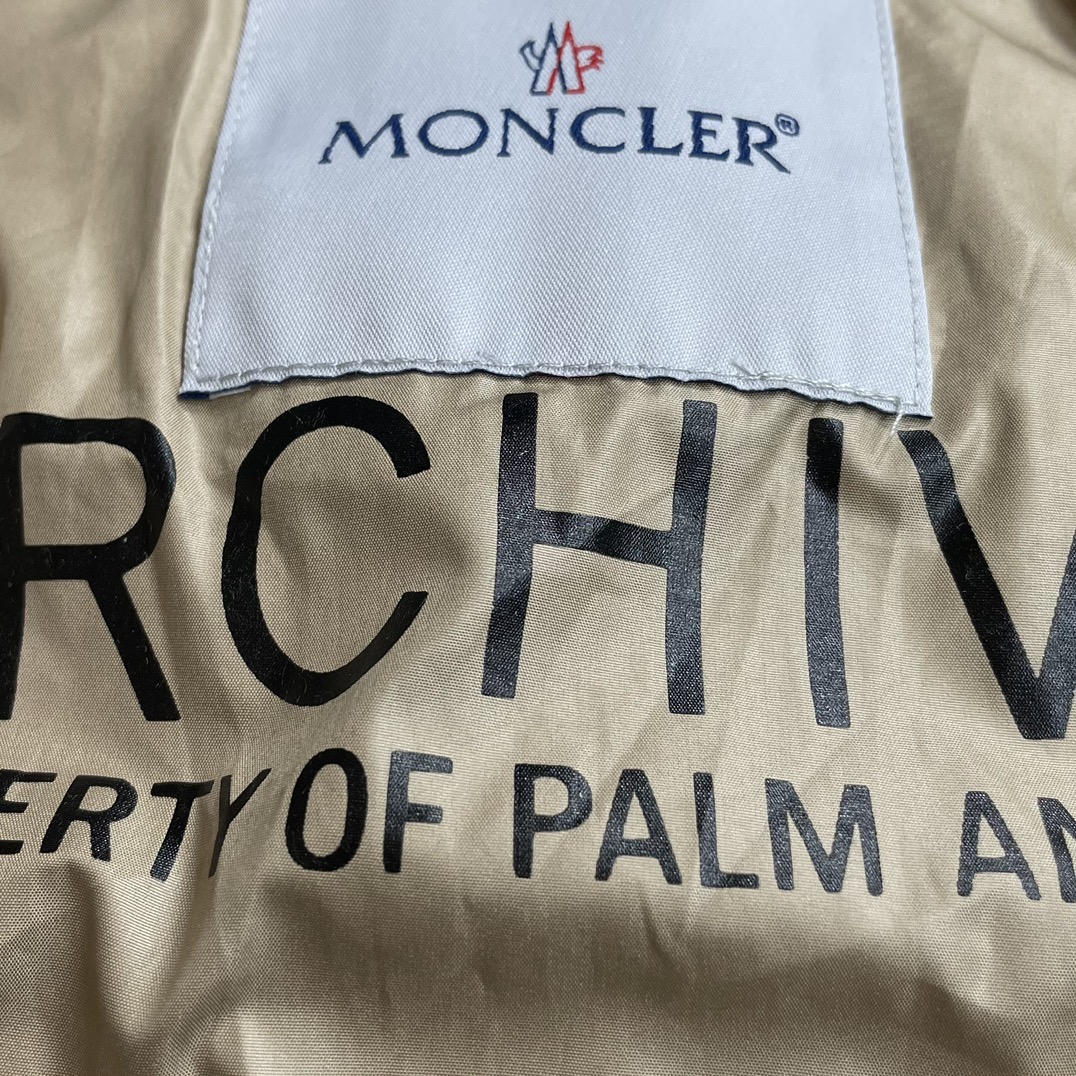 MONCLER®
RCHIV
ERTY OF PALM AN